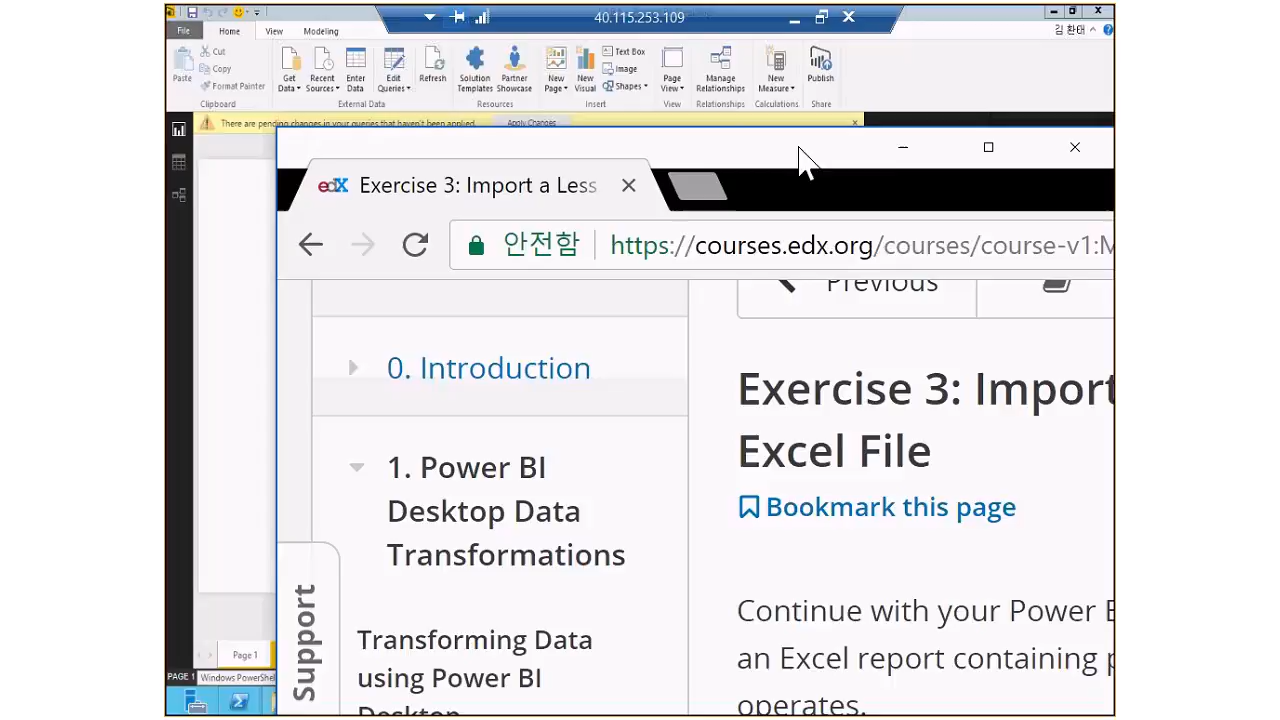 40.115.253.109
File
Home
View
Modeling
김 환태
Cut
Copy
Format Painter
Paste
Clipboard
Get Data
Recent Sources
Enter Data
Edit Queries
Refresh
External Data
Solution Templates
Partner Showcase
Resources
New Page
New Visual
Text Box
Image
Shapes
Insert
Page View
View
Manage Relationships
Relationships
New Measure
Calculations
Publish
Share
There are pending changes in your queries that haven't been applied.
Apply Changes
edX Exercise 3: Import a Less
안전함
https://courses.edx.org/courses/course-v1:M
Previous
0. Introduction
1. Power BI
Desktop Data
Transformations
Transforming Data
using Power BI
Desktop
Support
Exercise 3: Import
Excel File
Bookmark this page
Continue with your Power B
an Excel report containing p
operates.
Page 1
PAGE 1
Windows PowerShel